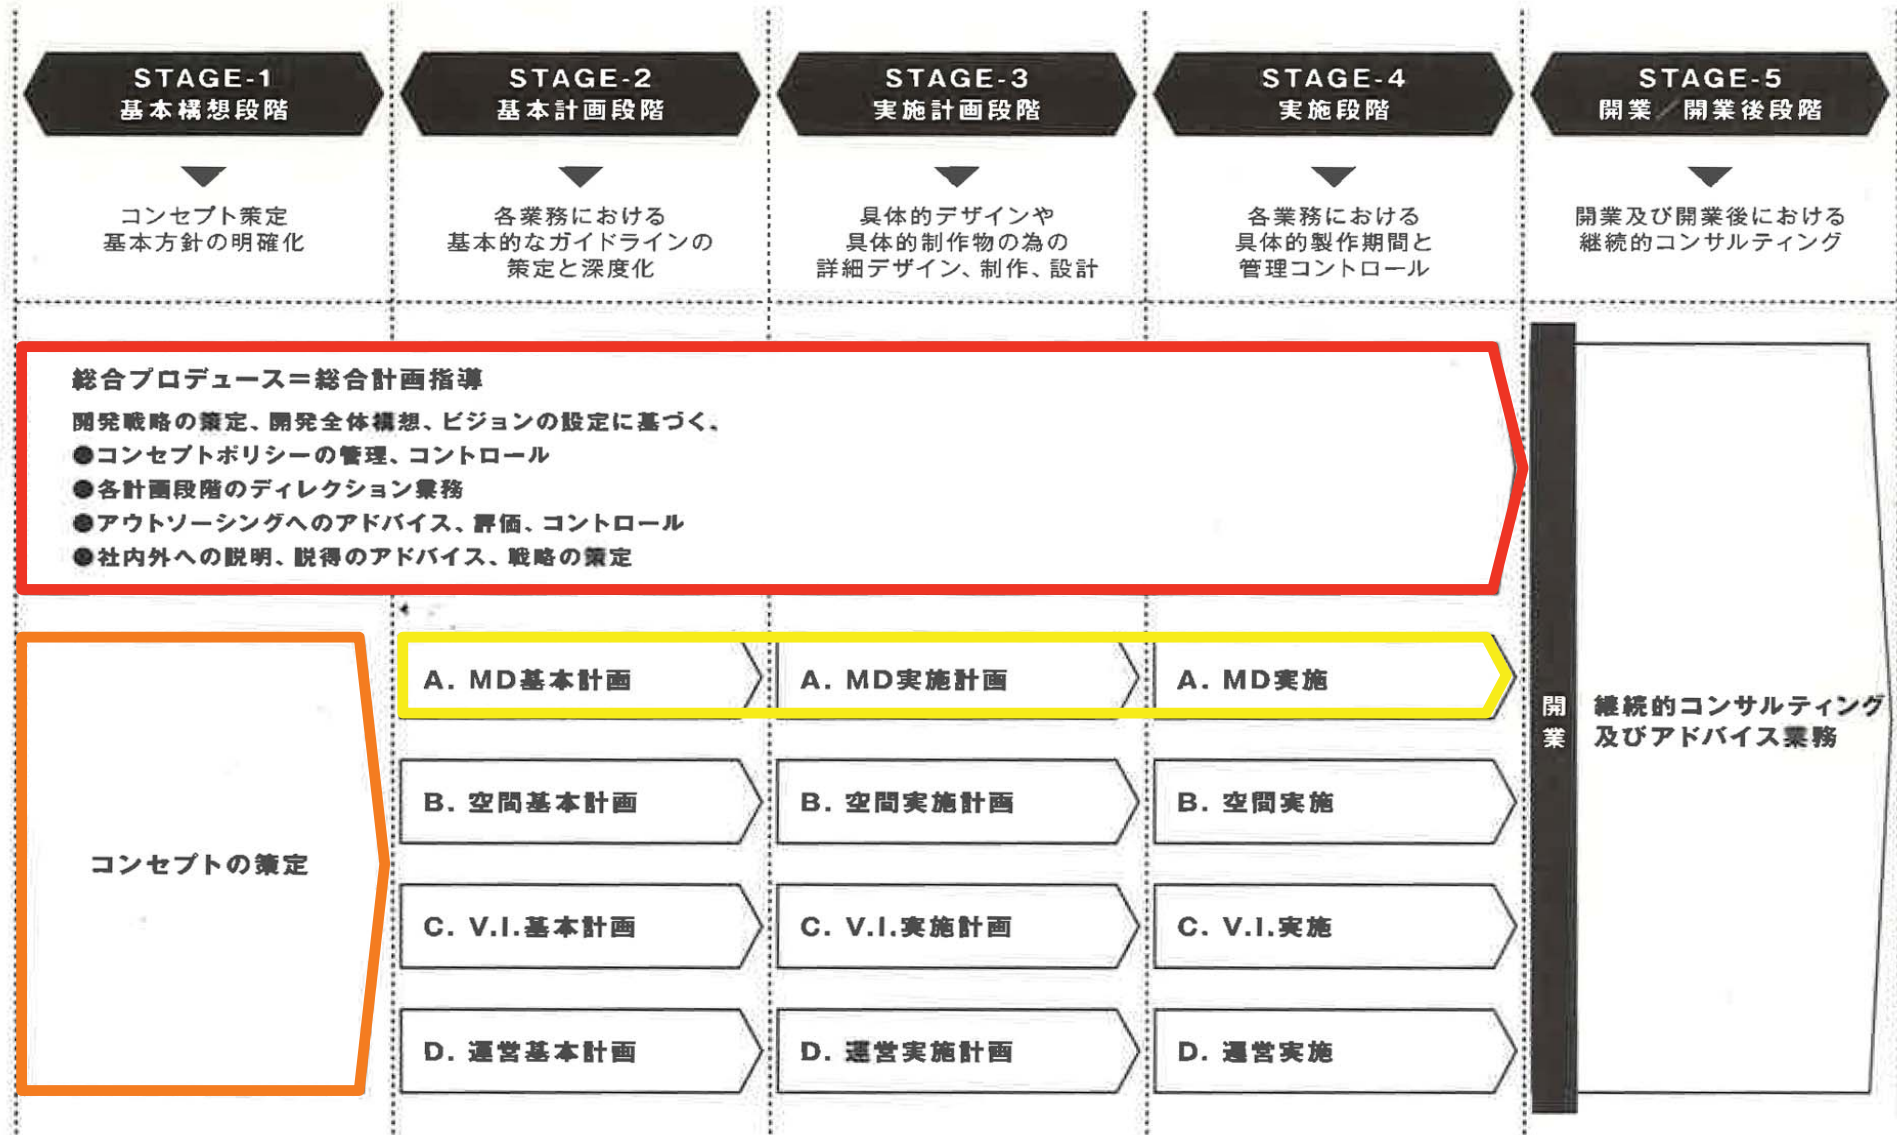 STAGE-1
基本構想段階
STAGE-2
基本計画段階
STAGE-3
実施計画段階
STAGE-4
実施段階
STAGE-5
開業／開業後段階
コンセプト策定
基本方針の明確化
各業務における
基本的なガイドラインの
策定と深度化
具体的デザインや
具体的制作物の為の
詳細デザイン、制作、設計
各業務における
具体的製作期間と
管理コントロール
開業及び開業後における
継続的コンサルティング
総合プロデュース＝総合計画指導
開発戦略の策定、開発全体構想、ビジョンの設定に基づく、
●コンセプトポリシーの管理、コントロール
●各計画段階のディレクション業務
●アウトソーシングへのアドバイス、評価、コントロール
●社内外への説明、説得のアドバイス、戦略の策定
コンセプトの策定
A. MD基本計画
A. MD実施計画
A. MD実施
B. 空間基本計画
B. 空間実施計画
B. 空間実施
C. V.I.基本計画
C. V.I.実施計画
C. V.I.実施
D. 運営基本計画
D. 運営実施計画
D. 運営実施
開業
継続的コンサルティング
及びアドバイス業務